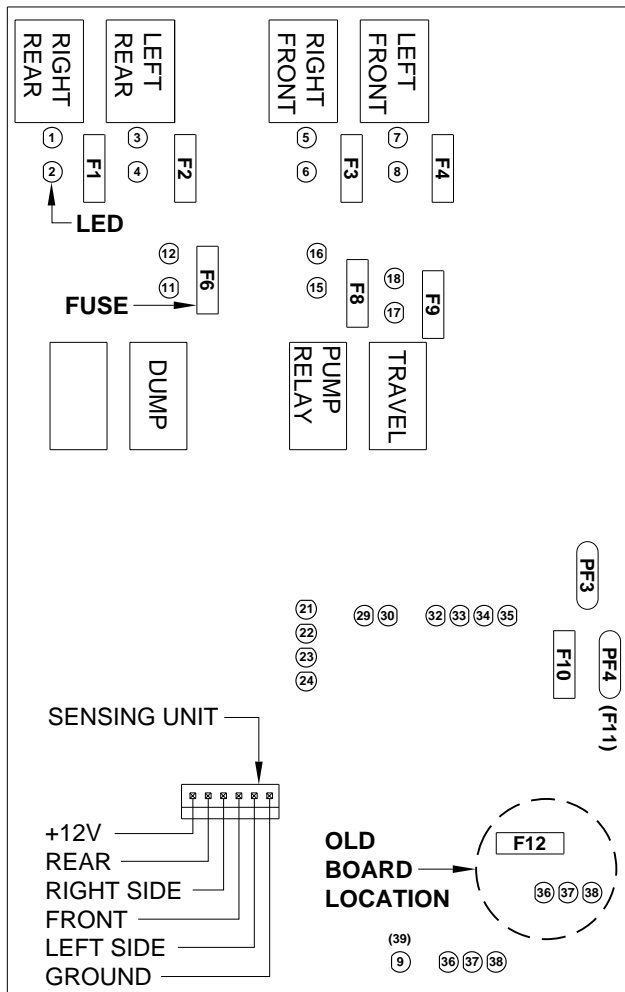 RIGHT
REAR
LEFT
REAR
RIGHT
FRONT
LEFT
FRONT
1
3
5
7
F1
F2
F3
F4
2
4
6
8
LED
12
16
18
F6
F8
F9
11
15
17
FUSE
DUMP
PUMP
RELAY
TRAVEL
PF3
21
29 30
32 33 34 35
22
23
24
F10
PF4
(F11)
SENSING UNIT
+12V
REAR
RIGHT SIDE
FRONT
LEFT SIDE
GROUND
OLD
BOARD
LOCATION
F12
36 37 38
(39)
9
36 37 38